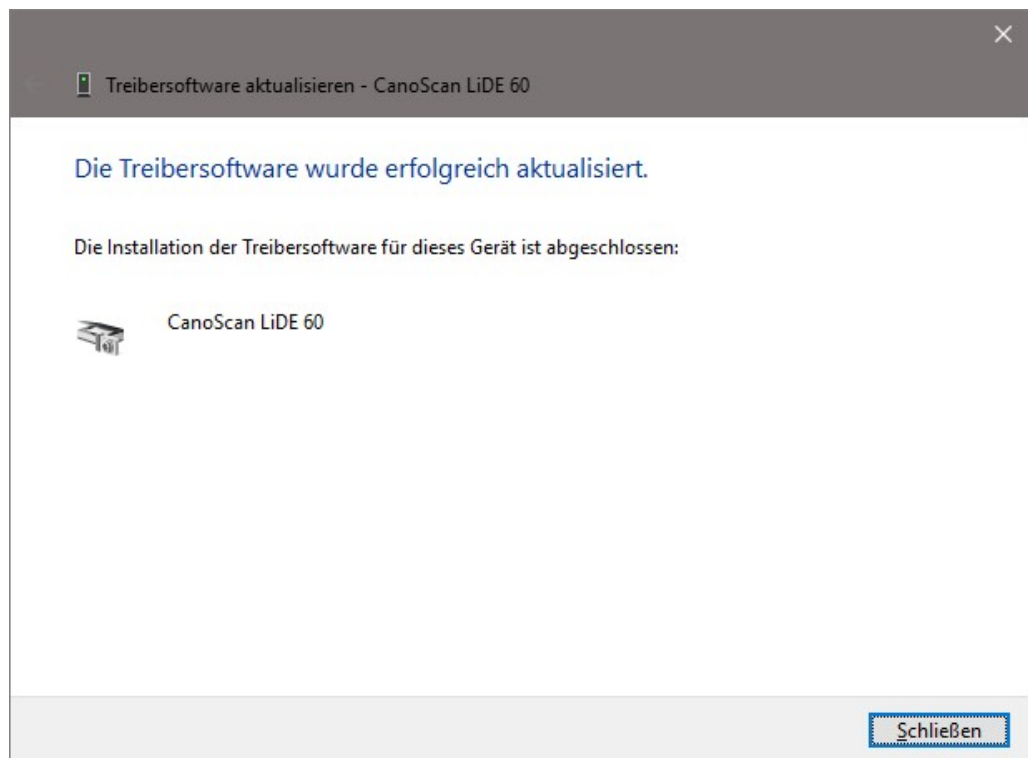 Treibersoftware aktualisieren - CanoScan LiDE 60
Die Treibersoftware wurde erfolgreich aktualisiert.
Die Installation der Treibersoftware für dieses Gerät ist abgeschlossen:
CanoScan LiDE 60
Schließen